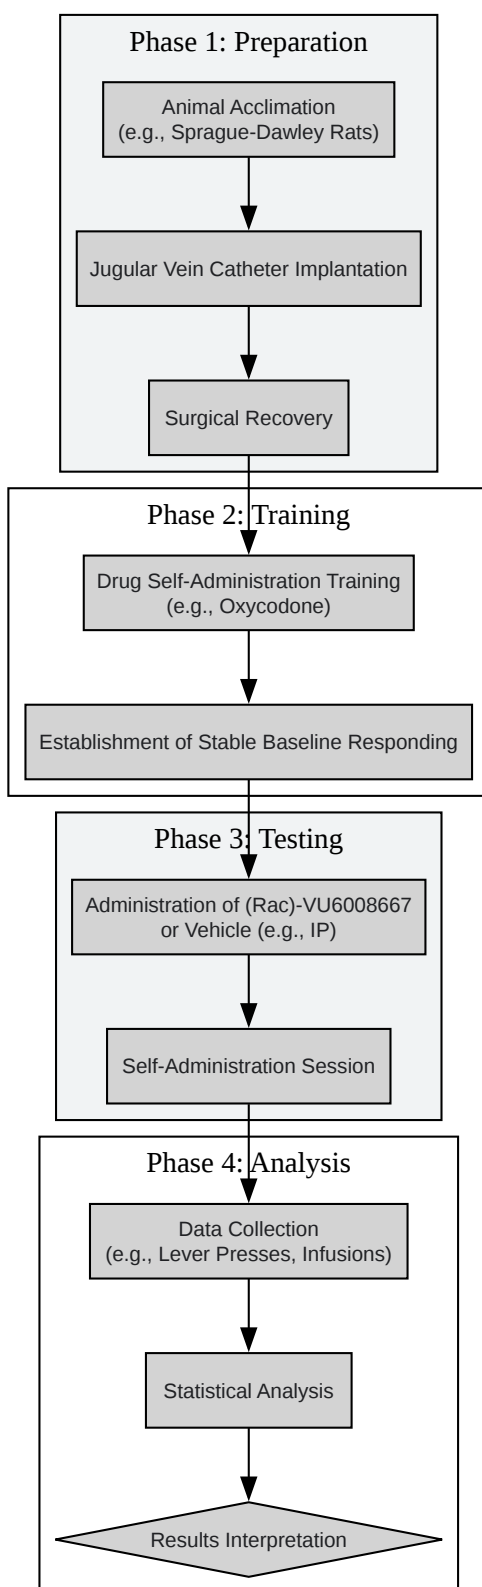 Phase 1: Preparation
Animal Acclimation
(e.g., Sprague-Dawley Rats)
Jugular Vein Catheter Implantation
Surgical Recovery
Phase 2: Training
Drug Self-Administration Training
(e.g., Oxycodone)
Establishment of Stable Baseline Responding
Phase 3: Testing
Administration of (Rac)-VU6008667
or Vehicle (e.g., IP)
Self-Administration Session
Phase 4: Analysis
Data Collection
(e.g., Lever Presses, Infusions)
Statistical Analysis
Results Interpretation